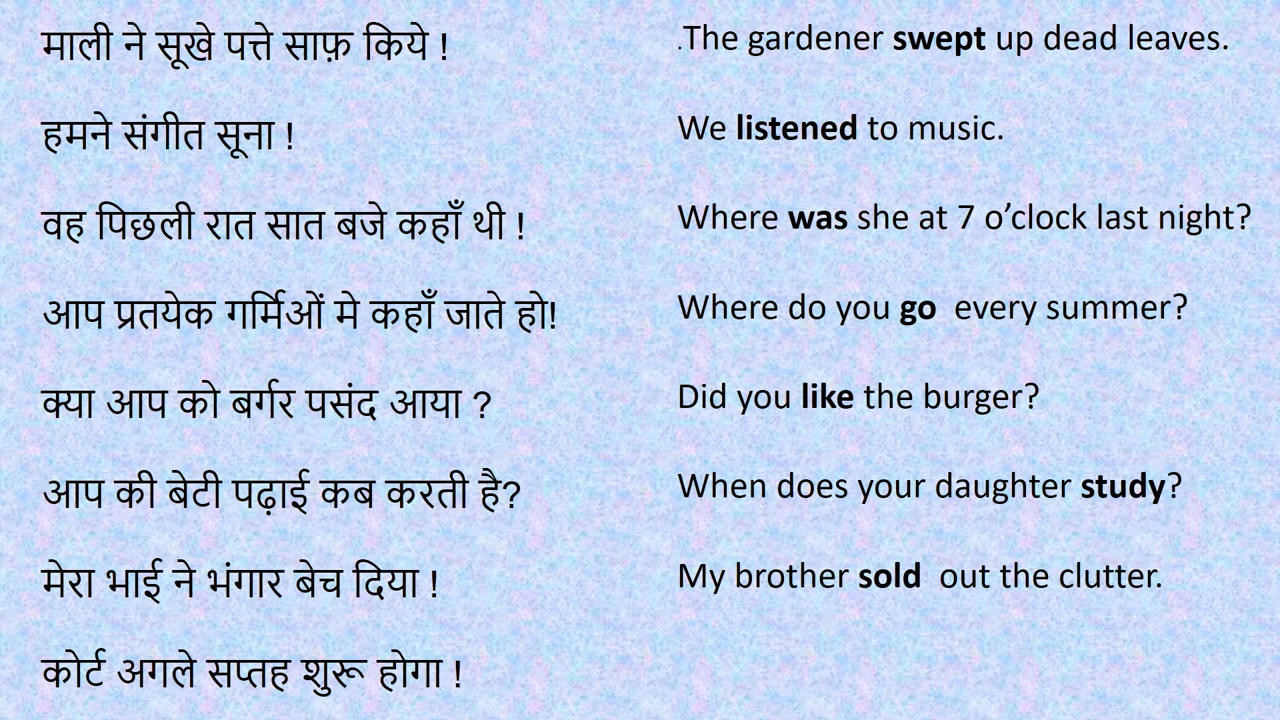 माली ने सूखे पत्ते साफ़ किये !
.The gardener swept up dead leaves.
हमने संगीत सूना !
We listened to music.
वह पिछली रात सात बजे कहाँ थी !
Where was she at 7 o’clock last night?
आप प्रतयेक गर्मिओं मे कहाँ जाते हो!
Where do you go every summer?
क्या आप को बर्गर पसंद आया ?
Did you like the burger?
आप की बेटी पढ़ाई कब करती है?
When does your daughter study?
मेरा भाई ने भंगार बेच दिया !
My brother sold out the clutter.
कोर्ट अगले सप्तह शुरू होगा !